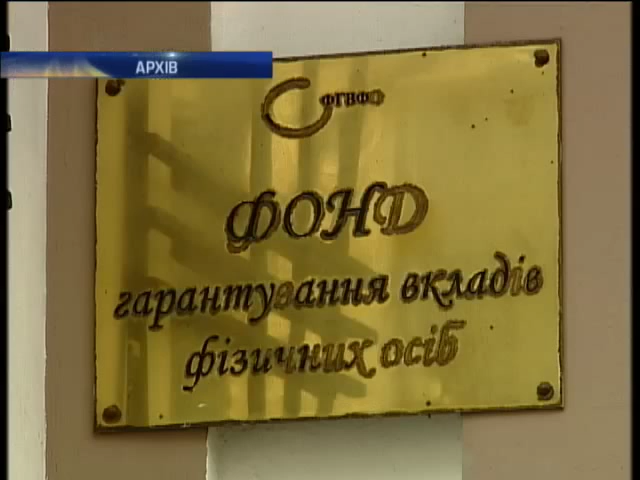 АРХІВ
ФГВФО
ФОНД
гарантування вкладів
фізичних осіб